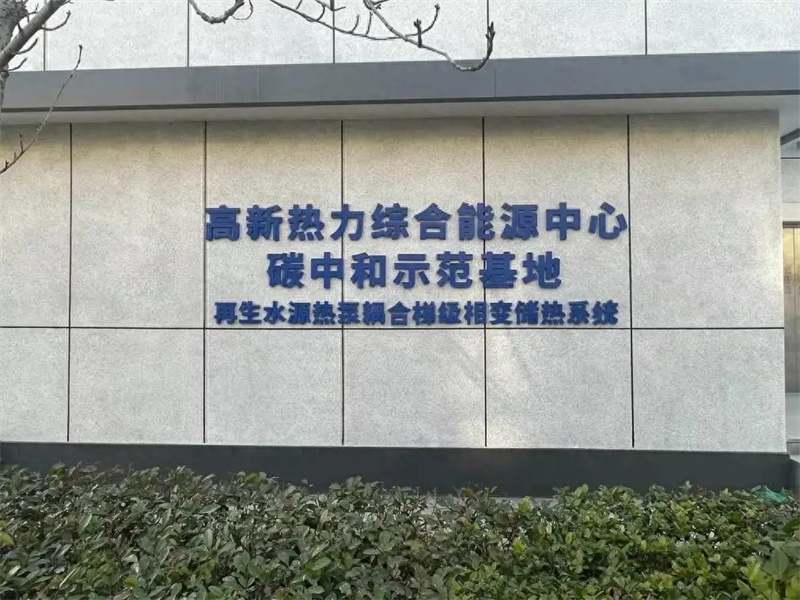 高新热力综合能源中心
碳中和示范基地
再生水源热泵耦合梯级相变储热系统